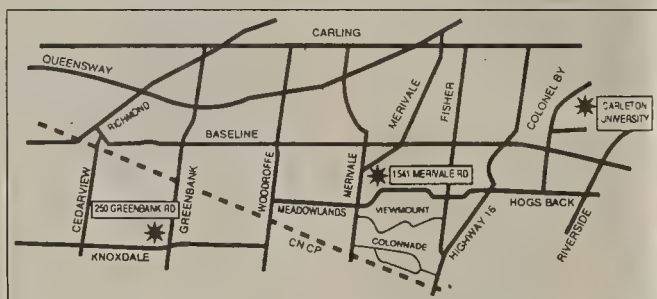 CARLING
QUEENSWAY
RICHMOND
BASELINE
MERIVALE
FISHER
COLONEL BY
CARLETON
UNIVERSITY
CEDARVIEW
250 GREENBANK RD
GREENBANK
WOODROFFE
MERIVALE
1541 MERIVALE RD
MEADOWLANDS
VIEWMOUNT
HOGS BACK
CN CP
COLONNADE
HIGHWAY 16
RIVERSIDE
KNOXDALE